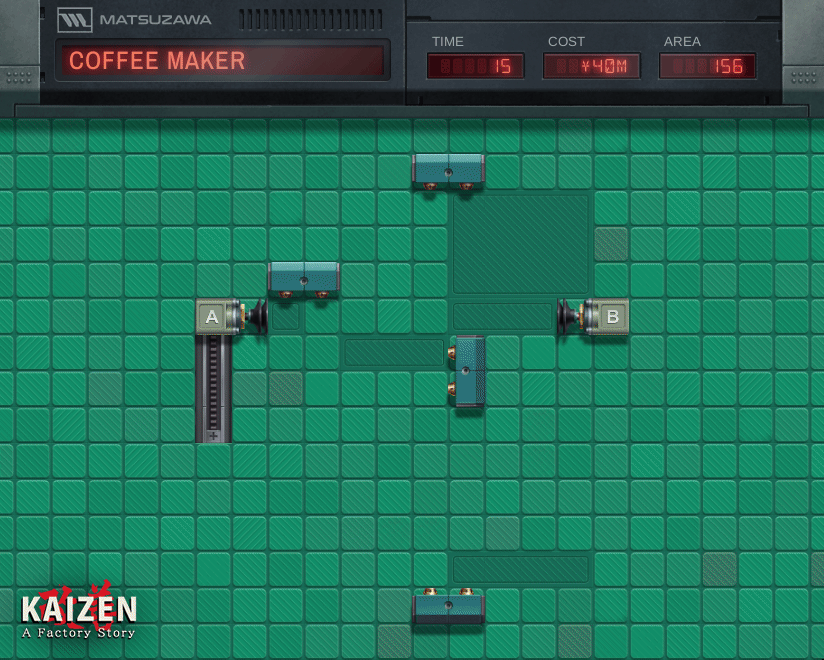 MATSUZAWA
COFFEE MAKER
TIME
COST
AREA
15
¥40M
156
A
B
KAIZEN
A Factory Story